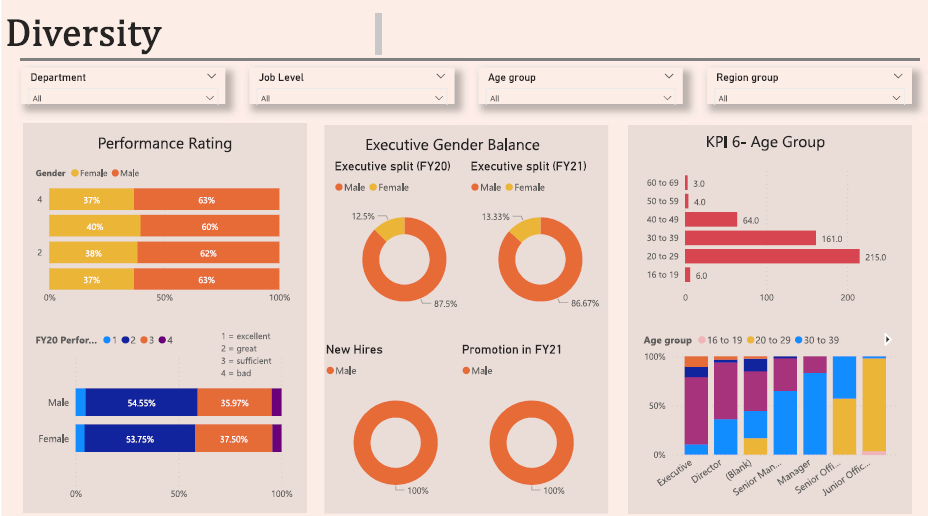 Diversity
Department
All
Job Level
All
Age group
All
Region group
All
Performance Rating
Gender Female Male
4 37% 63%
40% 60%
2 38% 62%
37% 63%
0% 50% 100%
FY20 Perfor... 1 2 3 4
1 = excellent
2 = great
3 = sufficient
4 = bad
Male 54.55% 35.97%
Female 53.75% 37.50%
0% 50% 100%
Executive Gender Balance
Executive split (FY20)
Male Female
12.5%
87.5%
Executive split (FY21)
Male Female
13.33%
86.67%
New Hires
Male
100%
Promotion in FY21
Male
100%
KPI 6- Age Group
60 to 69 3.0
50 to 59 4.0
40 to 49 64.0
30 to 39 161.0
20 to 29 215.0
16 to 19 6.0
0 100 200
Age group 16 to 19 20 to 29 30 to 39
100%
50%
0%
Executive
Director
(Blank)
Senior Man...
Manager
Senior Offi...
Junior Offic...